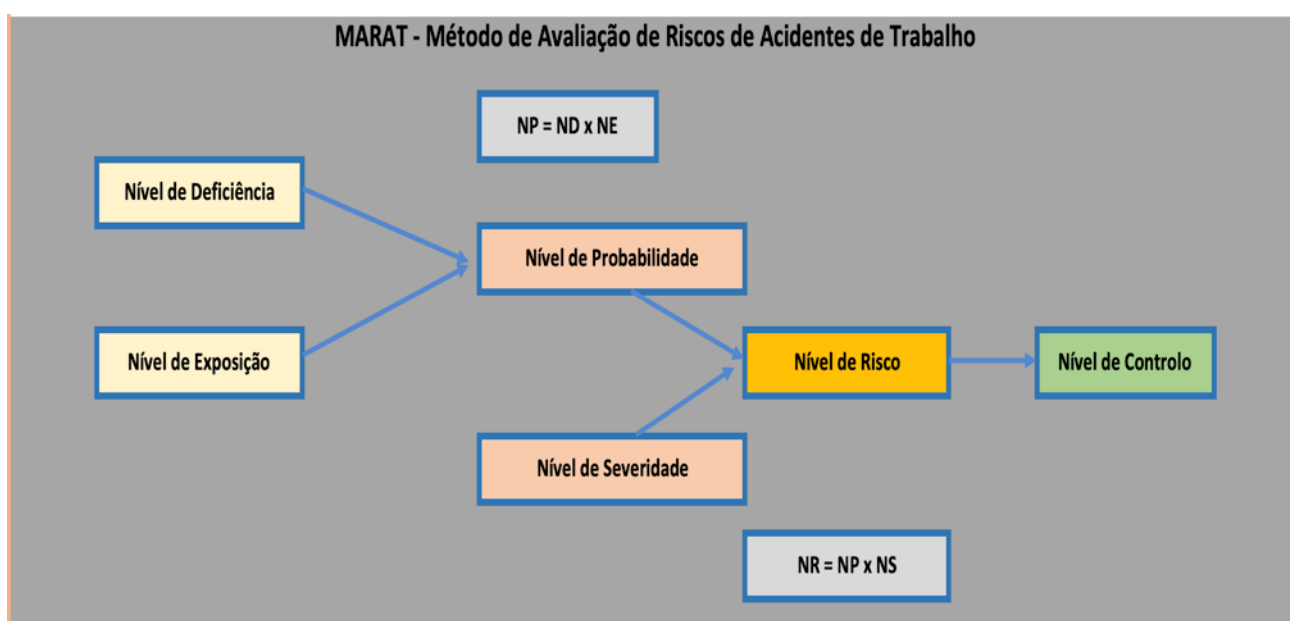 MARAT - Método de Avaliação de Riscos de Acidentes de Trabalho
NP = ND x NE
Nível de Deficiência
Nível de Probabilidade
Nível de Exposição
Nível de Risco
Nível de Controlo
Nível de Severidade
NR = NP x NS